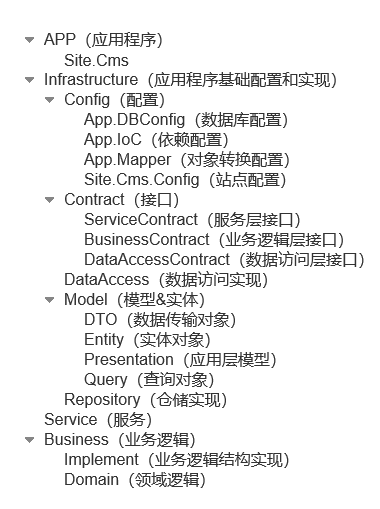 APP（应用程序）
Site.Cms
Infrastructure（应用程序基础配置和实现）
Config（配置）
App.DBConfig（数据库配置）
App.IoC（依赖配置）
App.Mapper（对象转换配置）
Site.Cms.Config（站点配置）
Contract（接口）
ServiceContract（服务层接口）
BusinessContract（业务逻辑层接口）
DataAccessContract（数据访问层接口）
DataAccess（数据访问实现）
Model（模型&实体）
DTO（数据传输对象）
Entity（实体对象）
Presentation（应用层模型）
Query（查询对象）
Repository（仓储实现）
Service（服务）
Business（业务逻辑）
Implement（业务逻辑结构实现）
Domain（领域逻辑）